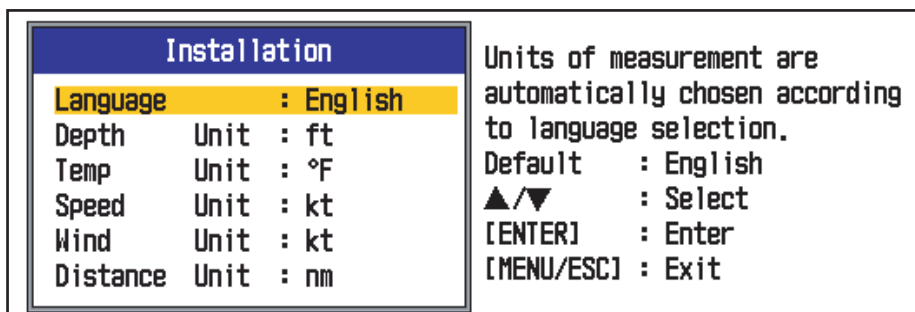 Installation
Language : English
Depth Unit : ft
Temp Unit : °F
Speed Unit : kt
Wind Unit : kt
Distance Unit : nm
Units of measurement are
automatically chosen according
to language selection.
Default : English
▲/▼ : Select
[ENTER] : Enter
[MENU/ESC] : Exit